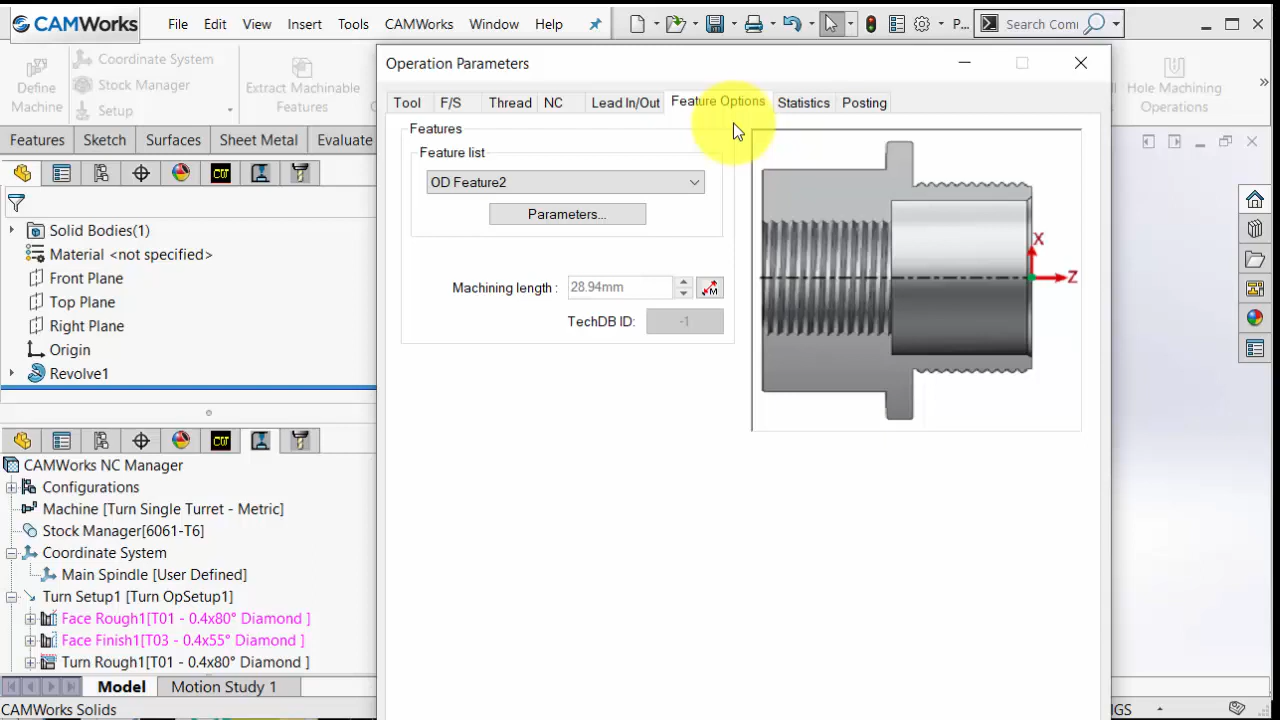 CAMWorks
File Edit View Insert Tools CAMWorks Window Help
P...
Search Comi
Define
Machine
Coordinate System
Stock Manager
Setup
Extract Machinable
Features
Hole Machining
Operations
Features Sketch Surfaces Sheet Metal Evaluate
Solid Bodies(1)
Material <not specified>
Front Plane
Top Plane
Right Plane
Origin
Revolve1
CAMWorks NC Manager
Configurations
Machine [Turn Single Turret - Metric]
Stock Manager[6061-T6]
Coordinate System
Main Spindle [User Defined]
Turn Setup1 [Turn OpSetup1]
Face Rough1[T01 - 0.4x80° Diamond ]
Face Finish1[T03 - 0.4x55° Diamond ]
Turn Rough1[T01 - 0.4x80° Diamond ]
Model Motion Study 1
CAMWorks Solids
GS
Operation Parameters
Tool F/S Thread NC Lead In/Out Feature Options Statistics Posting
Features
Feature list
OD Feature2
Parameters...
Machining length : 28.94mm
TechDB ID: -1
X
Z